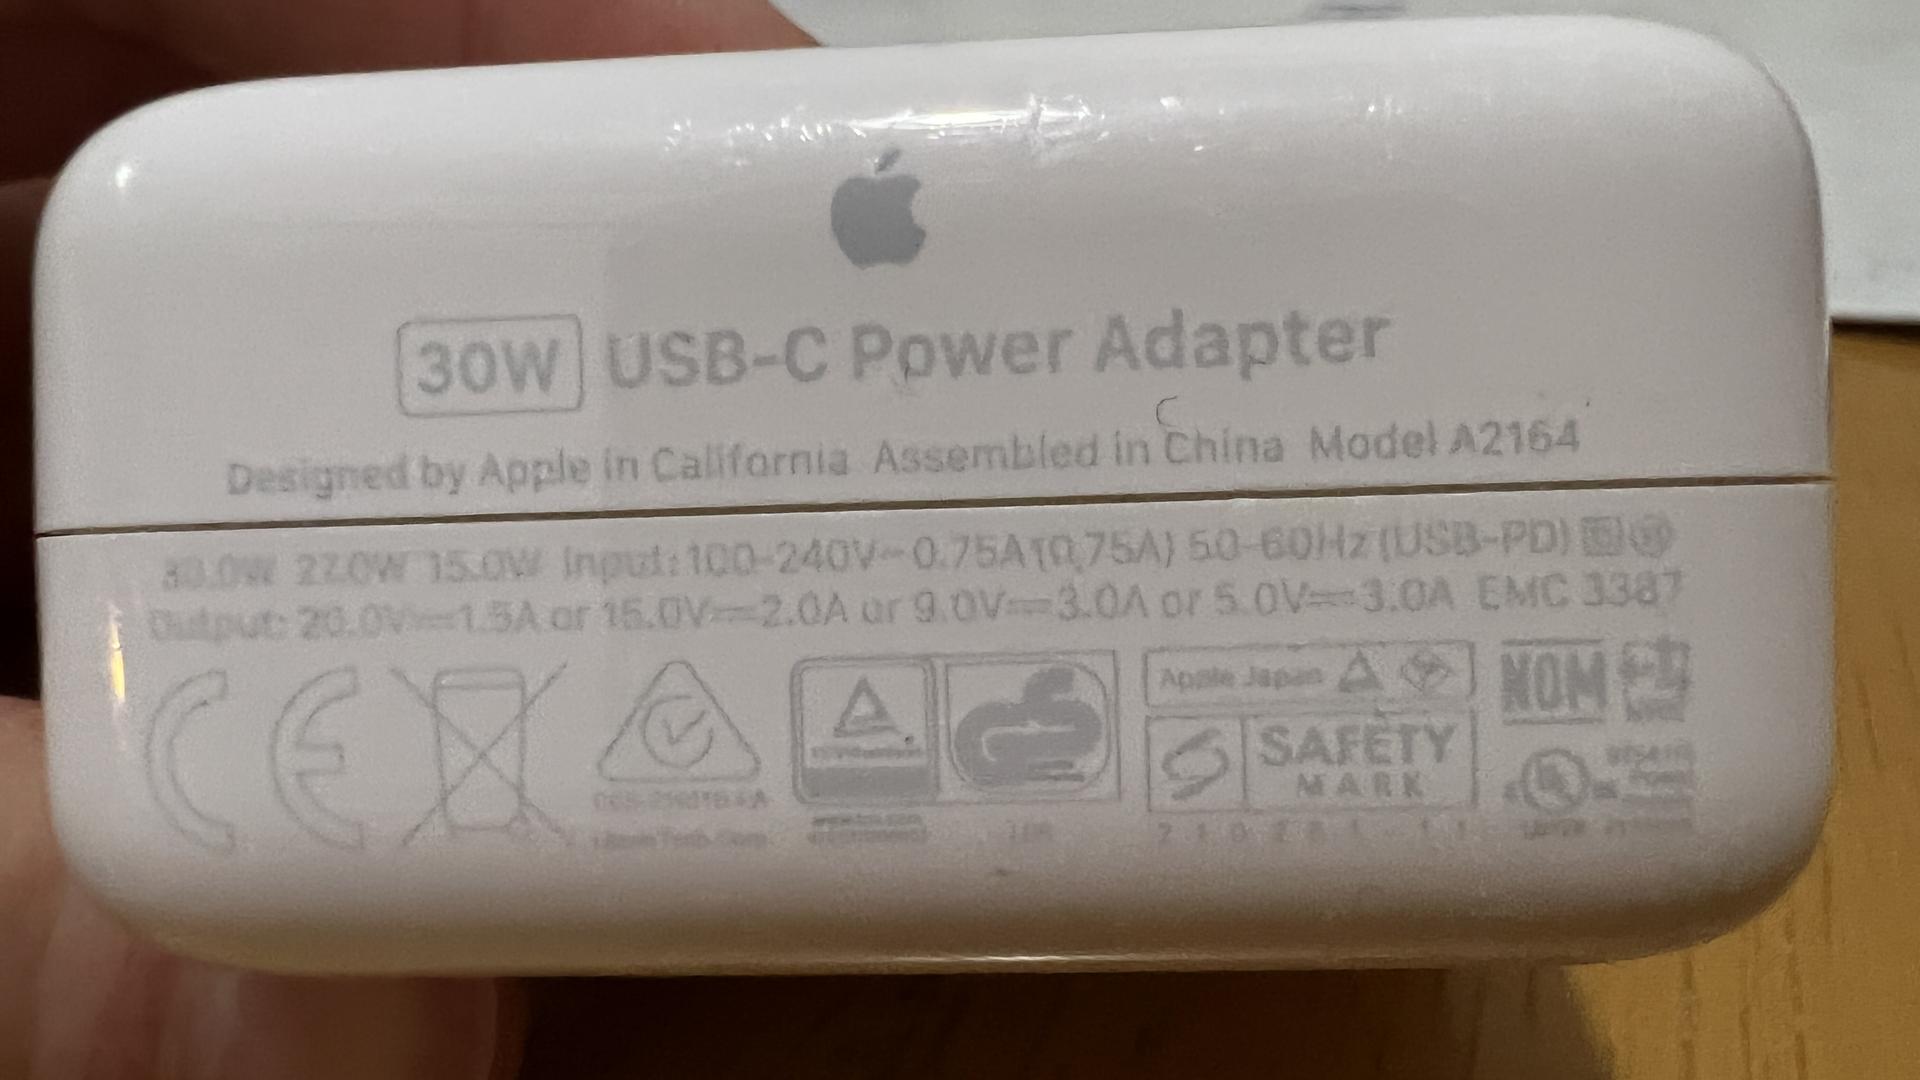 30W USB-C Power Adapter
Designed by Apple in California Assembled in China Model A2164
30.0W 27.0W 15.0W Input: 100-240V~ 0.75A (0.75A) 50-60Hz (USB-PD)
Output: 20.0V⎓1.5A or 15.0V⎓2.0A or 9.0V⎓3.0A or 5.0V⎓3.0A EMC 3387
CE
Apple Japan
NOM
SAFETY
MARK